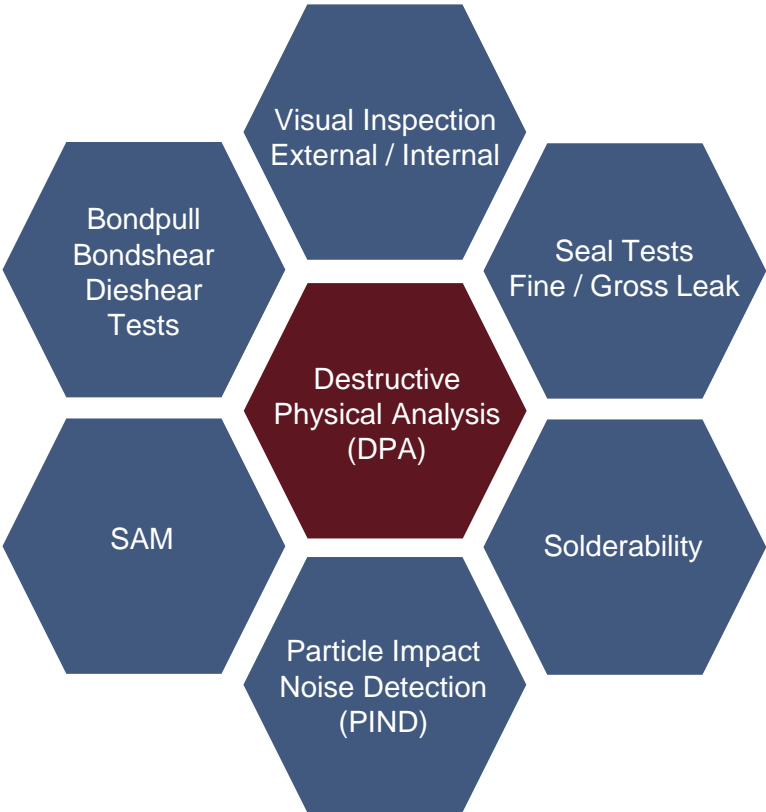 Visual Inspection
External / Internal
Bondpull
Bondshear
Dieshear
Tests
Seal Tests
Fine / Gross Leak
Destructive
Physical Analysis
(DPA)
SAM
Solderability
Particle Impact
Noise Detection
(PIND)